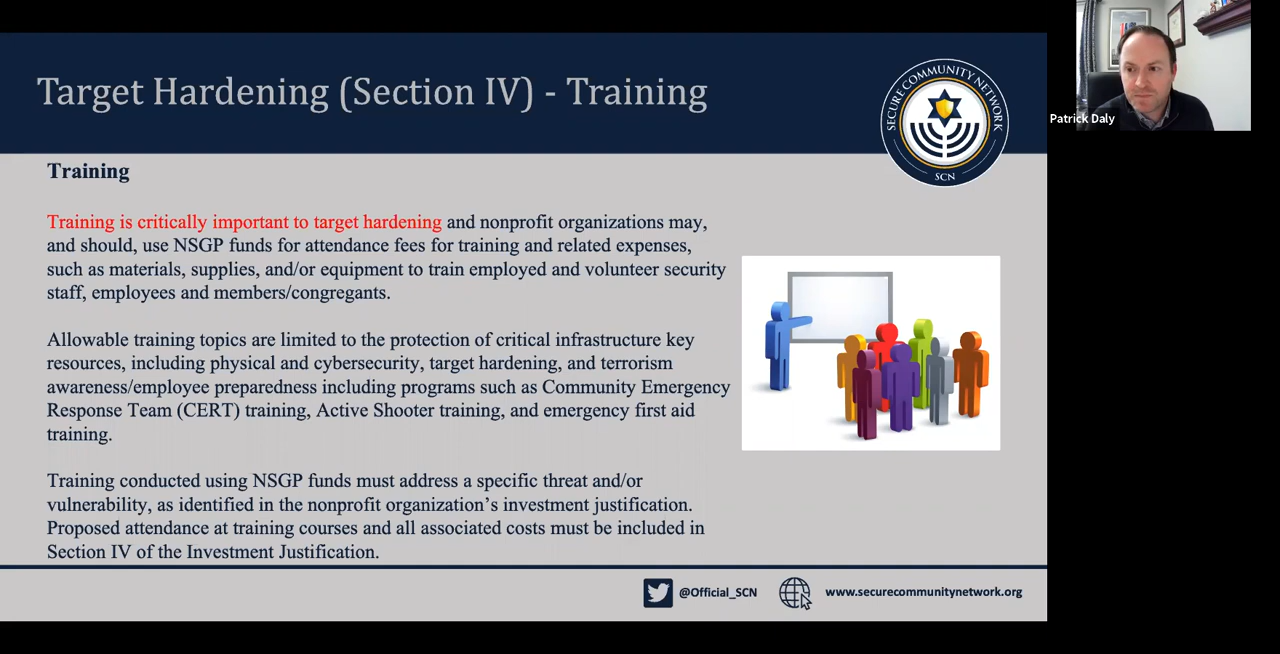 Target Hardening (Section IV) - Training
SECURE COMMUNITY NETWORK
SCN
Patrick Daly
Training
Training is critically important to target hardening and nonprofit organizations may,
and should, use NSGP funds for attendance fees for training and related expenses,
such as materials, supplies, and/or equipment to train employed and volunteer security
staff, employees and members/congregants.
Allowable training topics are limited to the protection of critical infrastructure key
resources, including physical and cybersecurity, target hardening, and terrorism
awareness/employee preparedness including programs such as Community Emergency
Response Team (CERT) training, Active Shooter training, and emergency first aid
training.
Training conducted using NSGP funds must address a specific threat and/or
vulnerability, as identified in the nonprofit organization’s investment justification.
Proposed attendance at training courses and all associated costs must be included in
Section IV of the Investment Justification.
@Official_SCN
www.securecommunitynetwork.org